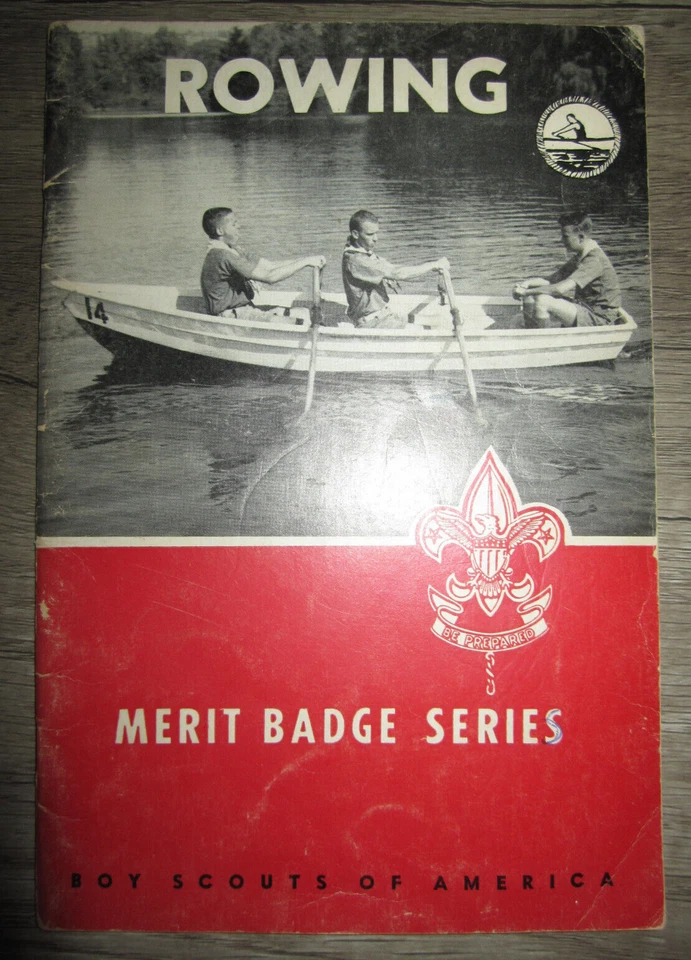 ROWING
14
BE PREPARED
MERIT BADGE SERIES
BOY SCOUTS OF AMERICA